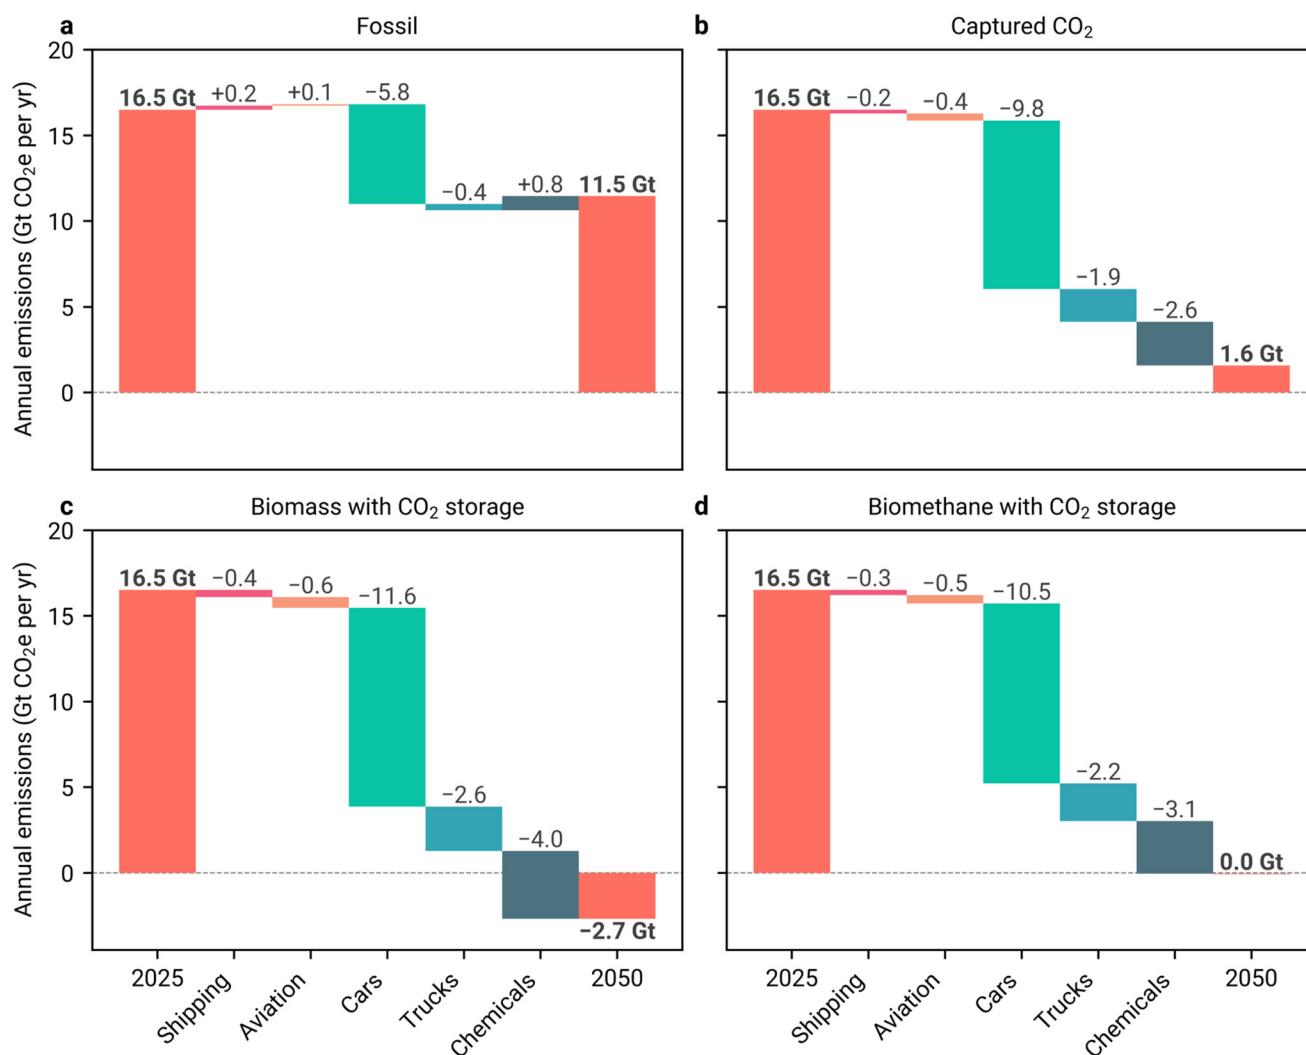 a Fossil
Annual emissions (Gt CO₂e per yr)
20
15
10
5
0
16.5 Gt
+0.2
+0.1
−5.8
−0.4
+0.8
11.5 Gt
b Captured CO₂
16.5 Gt
−0.2
−0.4
−9.8
−1.9
−2.6
1.6 Gt
c Biomass with CO₂ storage
Annual emissions (Gt CO₂e per yr)
20
15
10
5
0
16.5 Gt
−0.4
−0.6
−11.6
−2.6
−4.0
−2.7 Gt
2025
Shipping
Aviation
Cars
Trucks
Chemicals
2050
d Biomethane with CO₂ storage
16.5 Gt
−0.3
−0.5
−10.5
−2.2
−3.1
0.0 Gt
2025
Shipping
Aviation
Cars
Trucks
Chemicals
2050